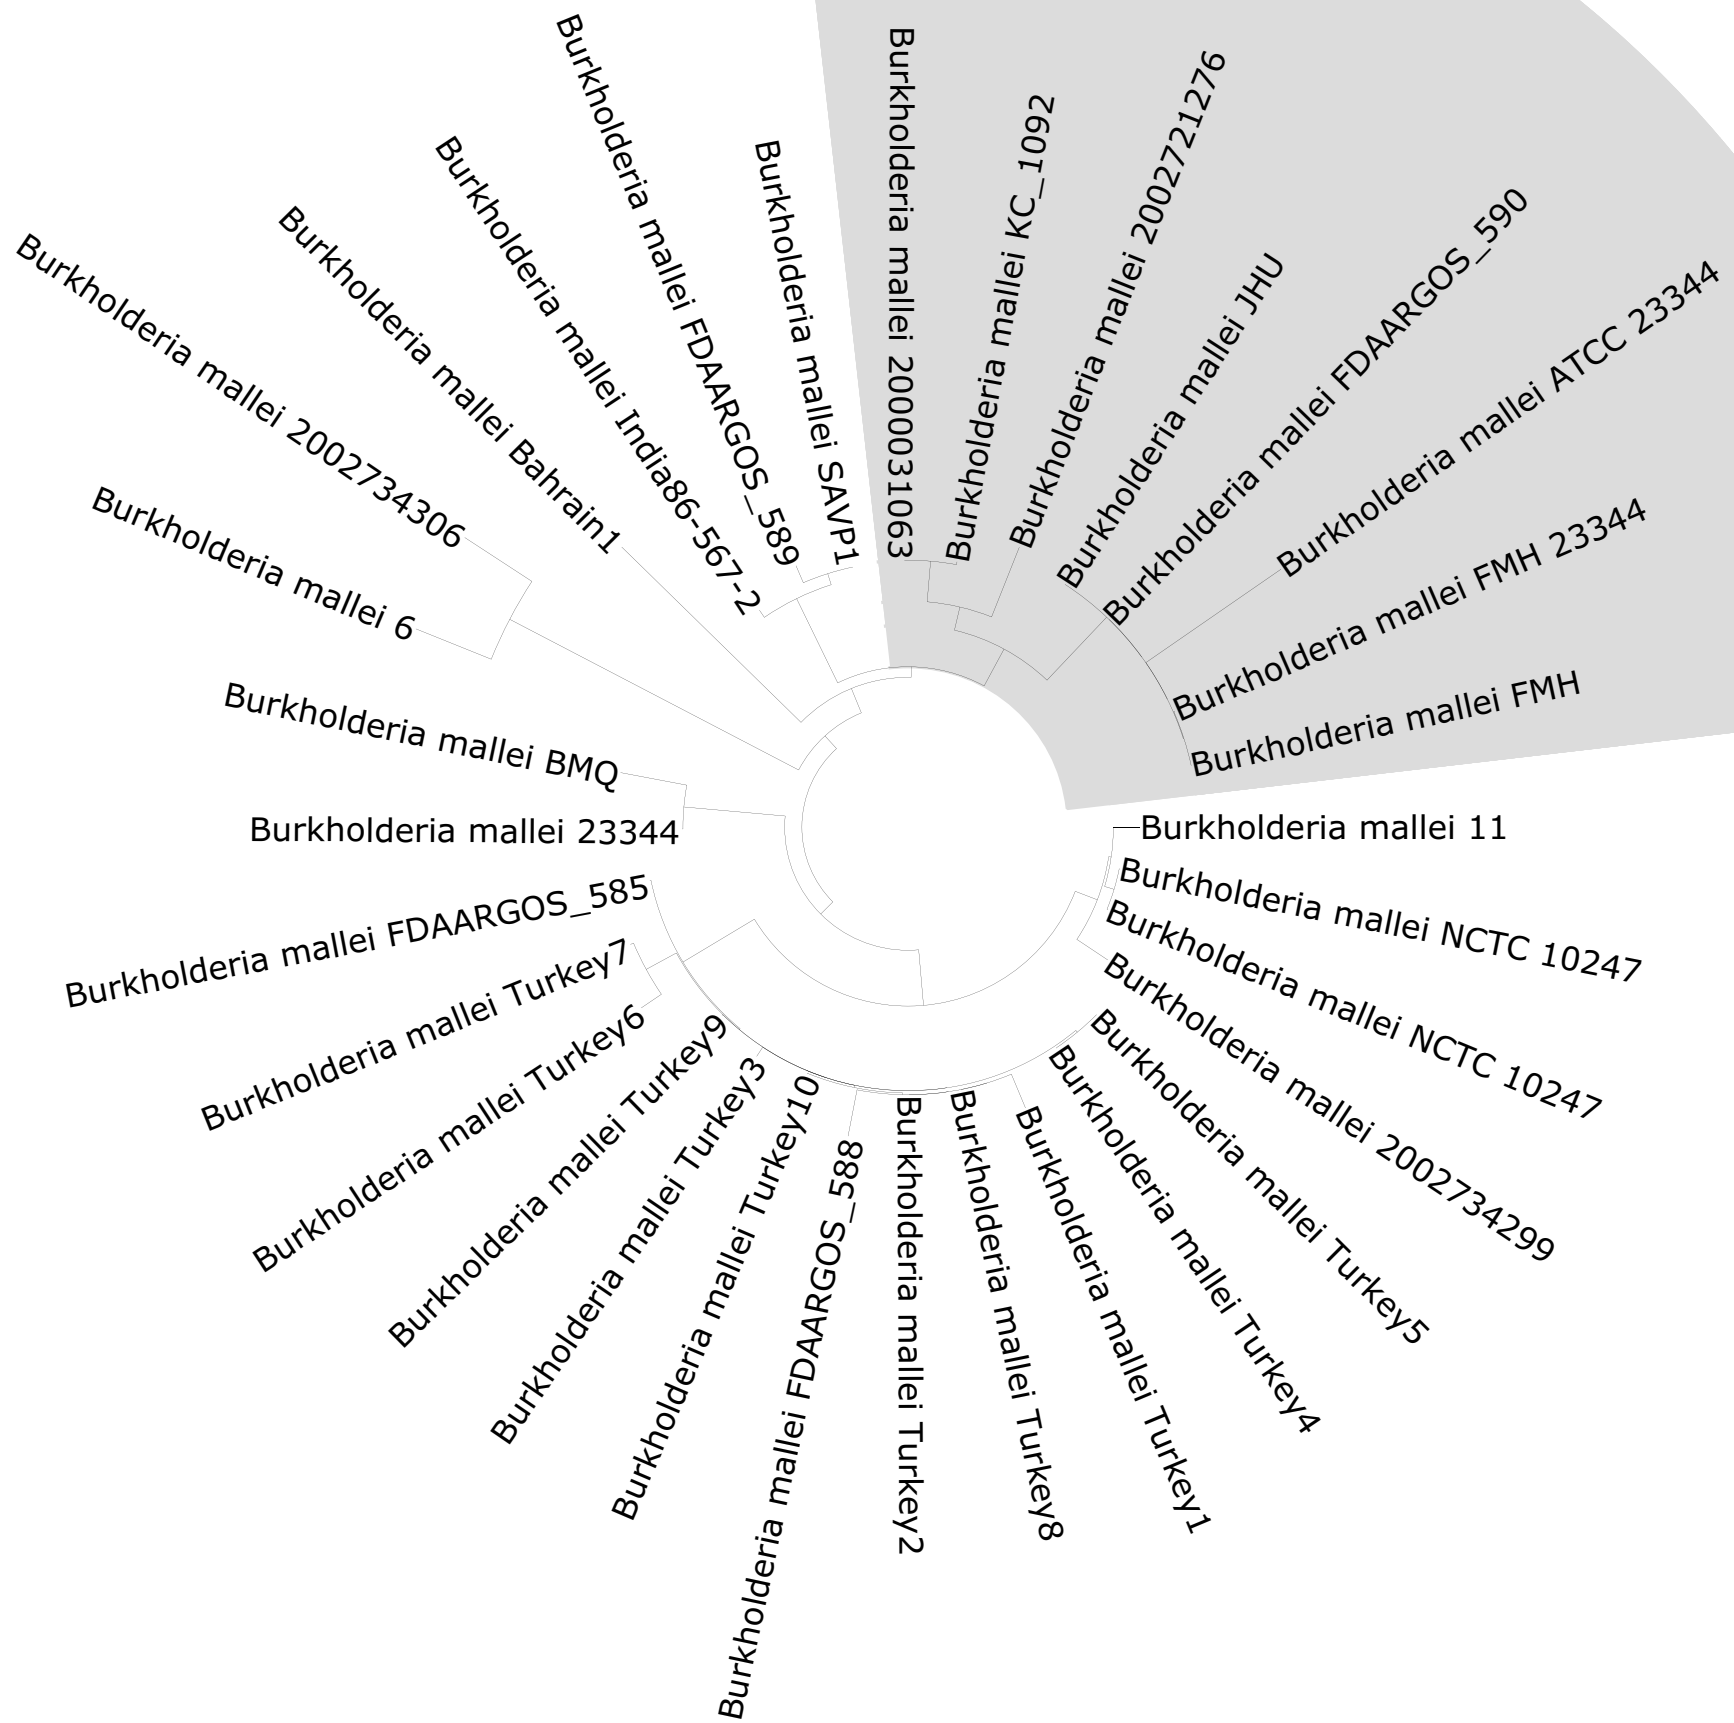 Burkholderia mallei 2000031063
Burkholderia mallei KC_1092
Burkholderia mallei 2002721276
Burkholderia mallei JHU
Burkholderia mallei FDAARGOS_590
Burkholderia mallei ATCC 23344
Burkholderia mallei FMH 23344
Burkholderia mallei FMH
Burkholderia mallei 11
Burkholderia mallei NCTC 10247
Burkholderia mallei NCTC 10247
Burkholderia mallei 2002734299
Burkholderia mallei Turkey5
Burkholderia mallei Turkey4
Burkholderia mallei Turkey1
Burkholderia mallei Turkey8
Burkholderia mallei Turkey2
Burkholderia mallei FDAARGOS_588
Burkholderia mallei Turkey10
Burkholderia mallei Turkey3
Burkholderia mallei Turkey9
Burkholderia mallei Turkey6
Burkholderia mallei Turkey7
Burkholderia mallei FDAARGOS_585
Burkholderia mallei 23344
Burkholderia mallei BMQ
Burkholderia mallei 6
Burkholderia mallei 2002734306
Burkholderia mallei Bahrain1
Burkholderia mallei India86-567-2
Burkholderia mallei FDAARGOS_589
Burkholderia mallei SAVP1